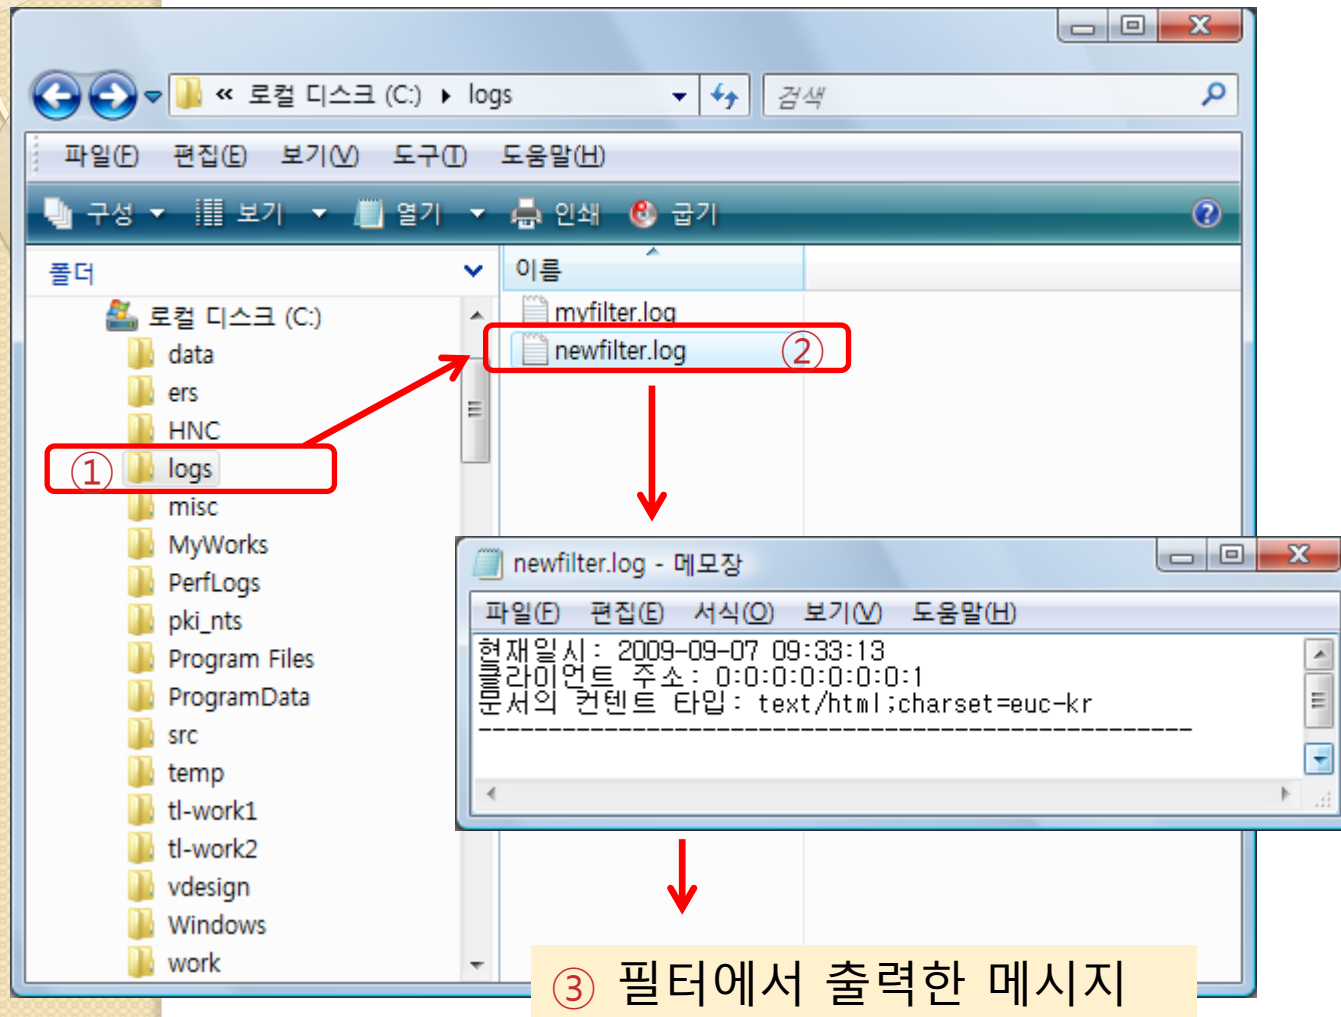 « 로컬 디스크 (C:) ▸ logs
검색
파일(F) 편집(E) 보기(V) 도구(T) 도움말(H)
구성 보기 열기 인쇄 굽기
폴더
이름
로컬 디스크 (C:)
data
ers
HNC
① logs
misc
MyWorks
PerfLogs
pki_nts
Program Files
ProgramData
src
temp
tl-work1
tl-work2
vdesign
Windows
work
myfilter.log
newfilter.log ②
newfilter.log - 메모장
파일(F) 편집(E) 서식(O) 보기(V) 도움말(H)
현재일시: 2009-09-07 09:33:13
클라이언트 주소: 0:0:0:0:0:0:0:1
문서의 컨텐트 타입: text/html;charset=euc-kr
---------------------------------------------------
③ 필터에서 출력한 메시지